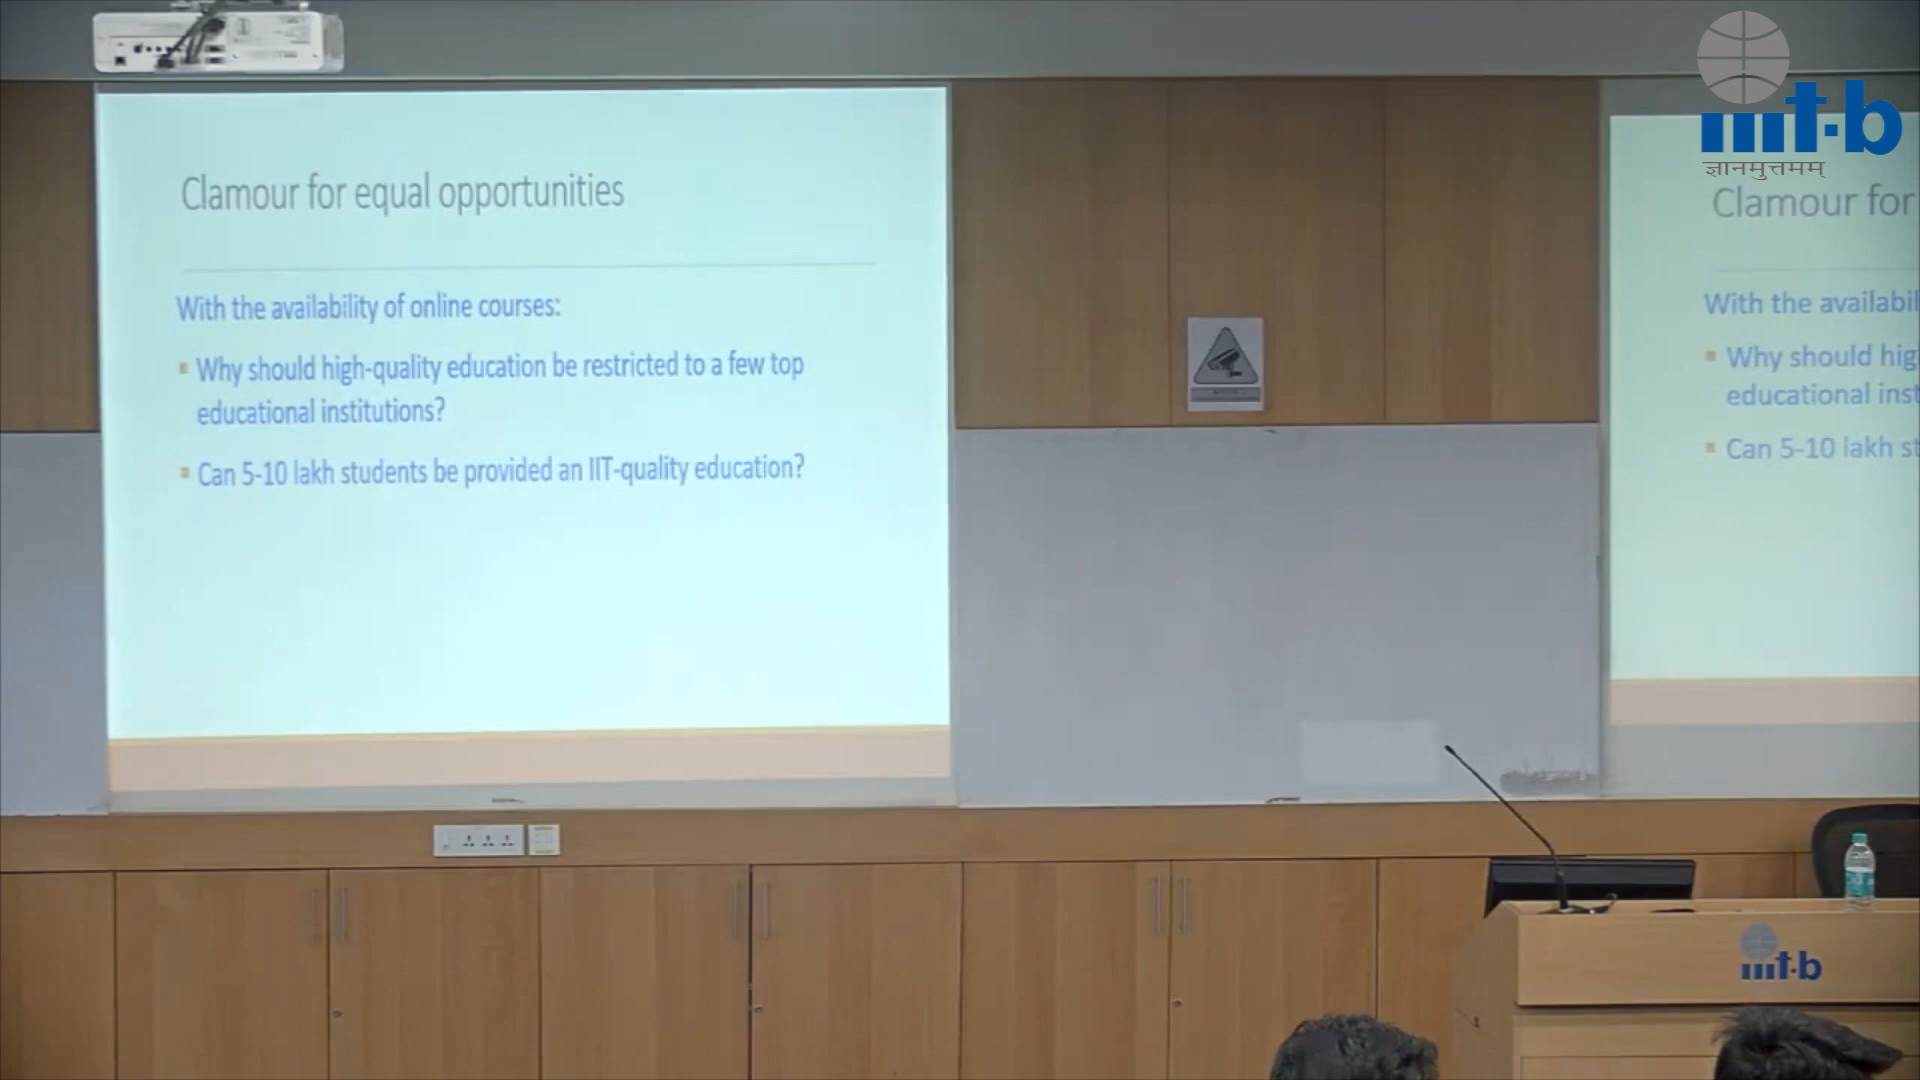 Clamour for equal opportunities
With the availability of online courses:
Why should high-quality education be restricted to a few top
educational institutions?
Can 5-10 lakh students be provided an IIT-quality education?
iiit-b
ज्ञानमुत्तमम्
Clamour for
With the availabil
Why should hig
educational inst
Can 5-10 lakh st
iiit-b